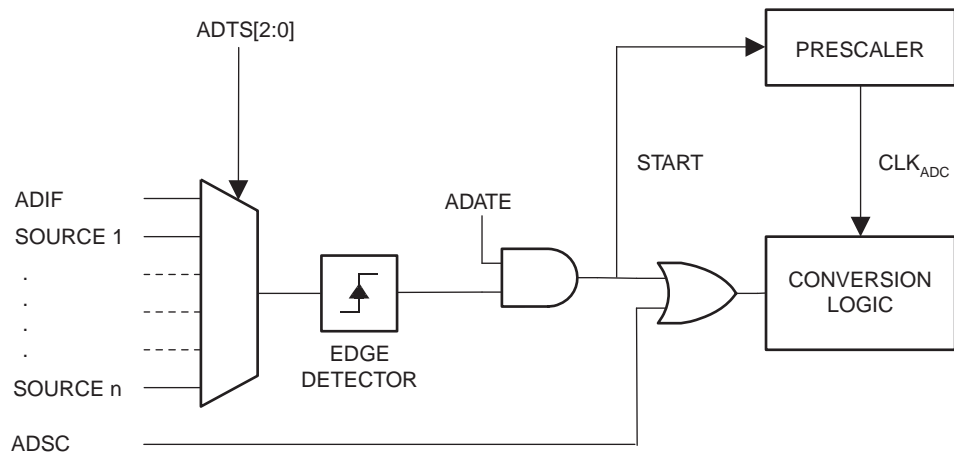 ADTS[2:0]
PRESCALER
START
CLKADC
ADIF
ADATE
SOURCE 1
.
.
.
.
CONVERSION
LOGIC
EDGE
DETECTOR
SOURCE n
ADSC